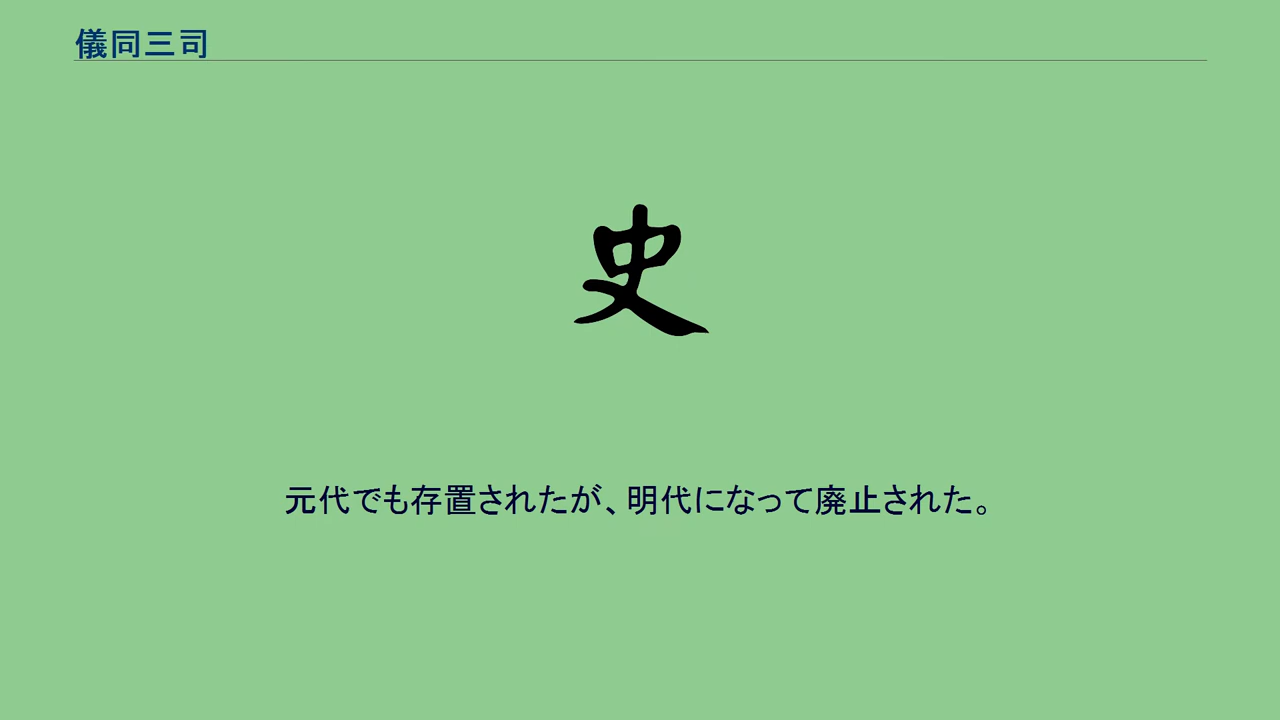 儀同三司
史
元代でも存置されたが、明代になって廃止された。